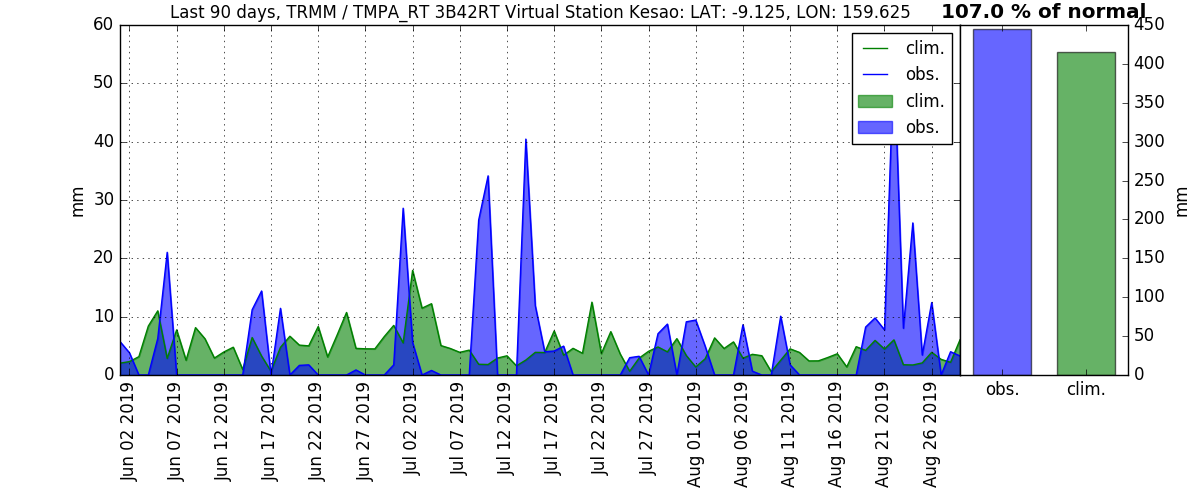 Last 90 days, TRMM / TMPA_RT 3B42RT Virtual Station Kesao: LAT: -9.125, LON: 159.625
107.0 % of normal
60
50
40
30
20
10
0
mm
clim.
obs.
clim.
obs.
450
400
350
300
250
200
150
100
50
0
mm
Jun 02 2019
Jun 07 2019
Jun 12 2019
Jun 17 2019
Jun 22 2019
Jun 27 2019
Jul 02 2019
Jul 07 2019
Jul 12 2019
Jul 17 2019
Jul 22 2019
Jul 27 2019
Aug 01 2019
Aug 06 2019
Aug 11 2019
Aug 16 2019
Aug 21 2019
Aug 26 2019
obs.
clim.